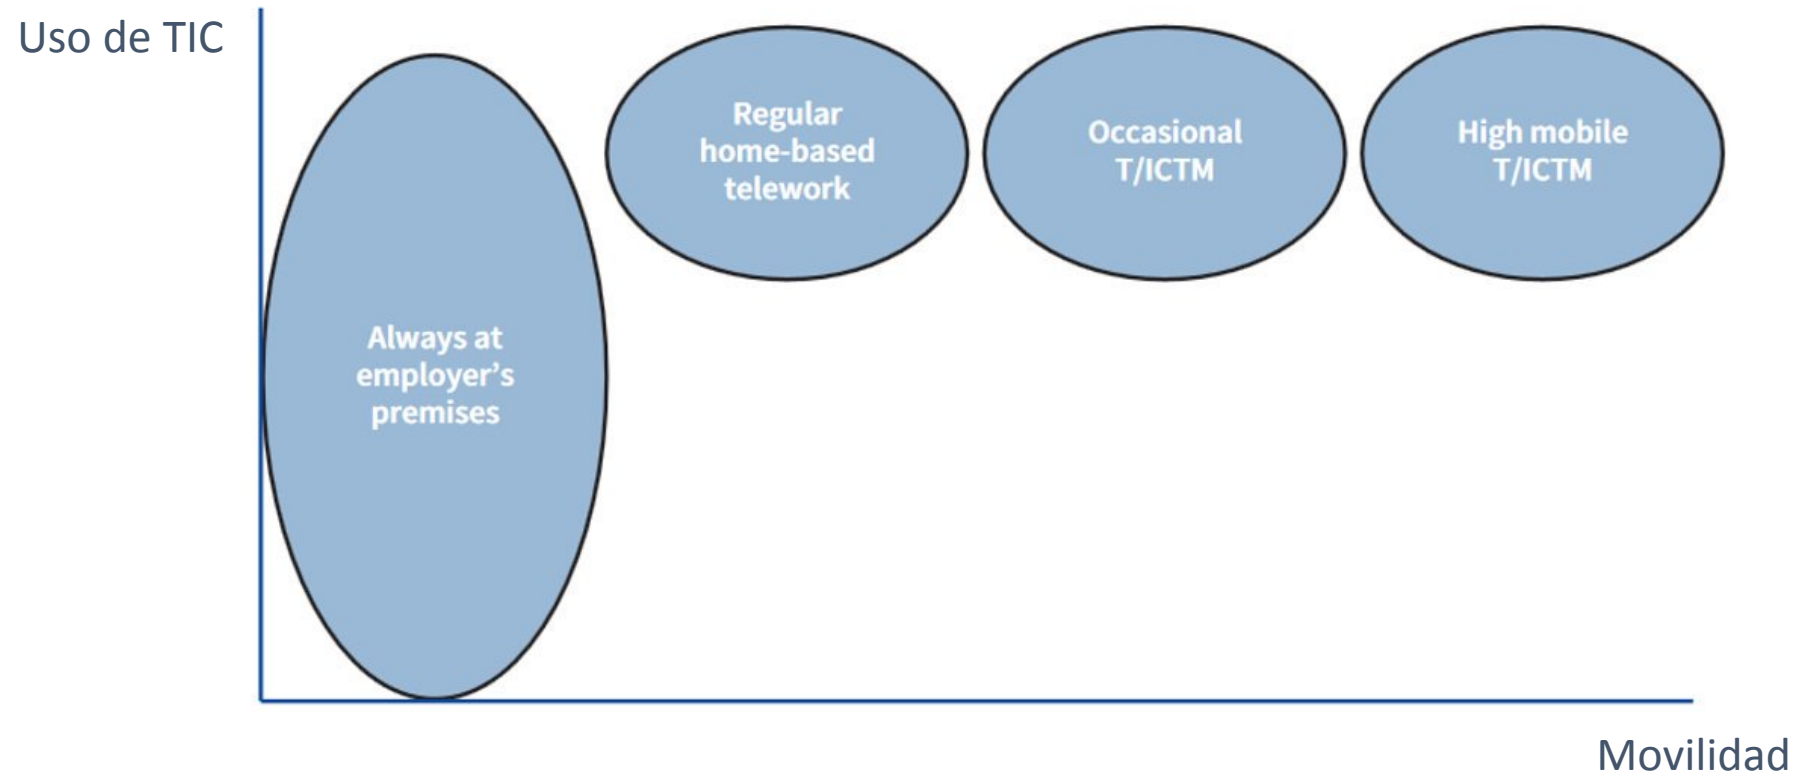 Uso de TIC
Regular
home-based
telework
Occasional
T/ICTM
High mobile
T/ICTM
Always at
employer’s
premises
Movilidad